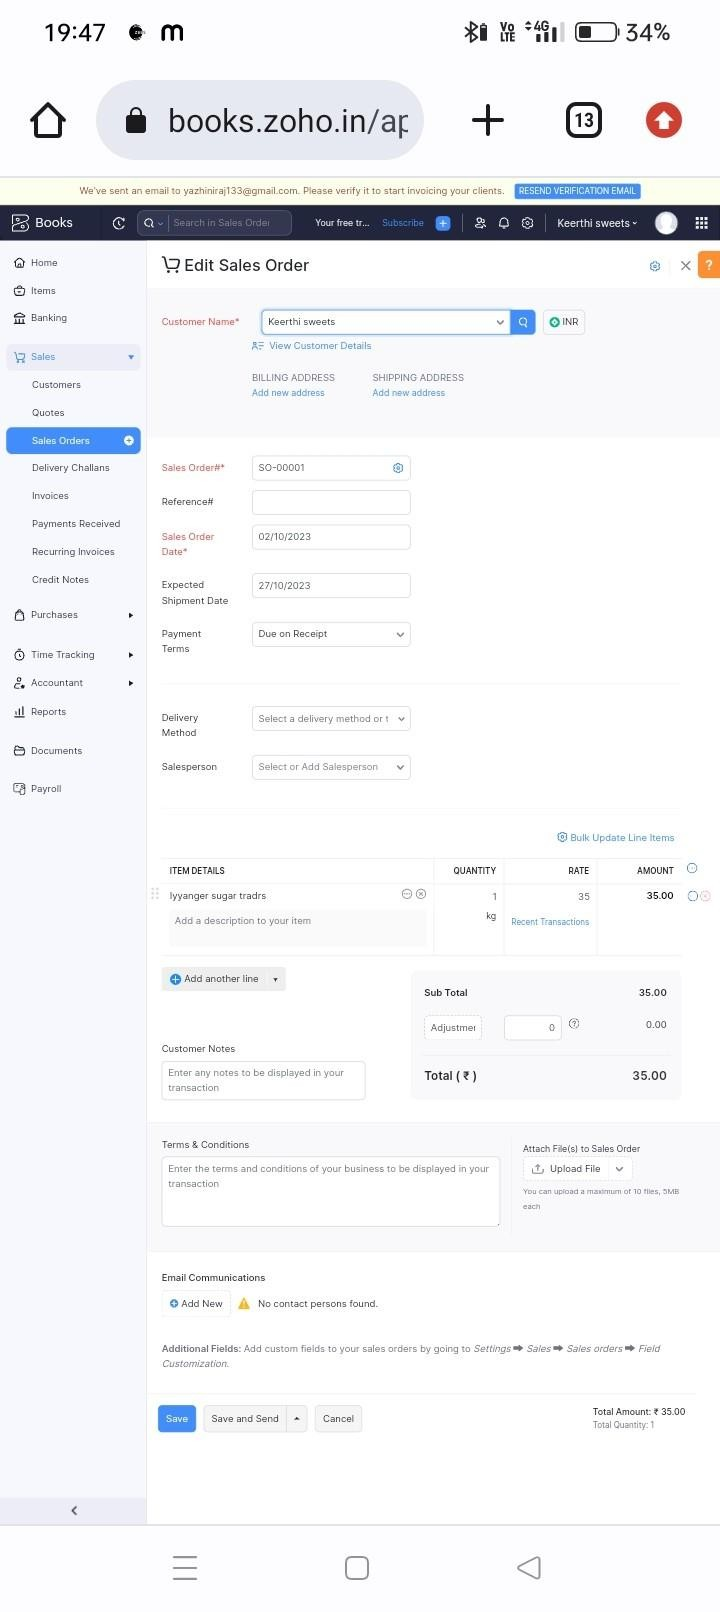 19:47
Vo LTE 4G 34%
books.zoho.in/ap
13
We've sent an email to yazhiniraj133@gmail.com. Please verify it to start invoicing your clients. RESEND VERIFICATION EMAIL
Books
Search in Sales Order
Your free tr... Subscribe
Keerthi sweets
Home
Items
Banking
Sales
Customers
Quotes
Sales Orders
Delivery Challans
Invoices
Payments Received
Recurring Invoices
Credit Notes
Purchases
Time Tracking
Accountant
Reports
Documents
Payroll
Edit Sales Order
?
Customer Name* Keerthi sweets INR
View Customer Details
BILLING ADDRESS SHIPPING ADDRESS
Add new address Add new address
Sales Order#* SO-00001
Reference#
Sales Order 02/10/2023
Date*
Expected 27/10/2023
Shipment Date
Payment Due on Receipt
Terms
Delivery Select a delivery method or t
Method
Salesperson Select or Add Salesperson
Bulk Update Line Items
ITEM DETAILS QUANTITY RATE AMOUNT
Iyyanger sugar tradrs 1 35 35.00
kg Recent Transactions
Add a description to your item
Add another line
Sub Total 35.00
Adjustmer 0 ? 0.00
Total ( ₹ ) 35.00
Customer Notes
Enter any notes to be displayed in your
transaction
Terms & Conditions
Enter the terms and conditions of your business to be displayed in your
transaction
Attach File(s) to Sales Order
Upload File
You can upload a maximum of 10 files, 5MB
each
Email Communications
Add New No contact persons found.
Additional Fields: Add custom fields to your sales orders by going to Settings ➡ Sales ➡ Sales orders ➡ Field
Customization.
Save Save and Send Cancel
Total Amount: ₹ 35.00
Total Quantity: 1